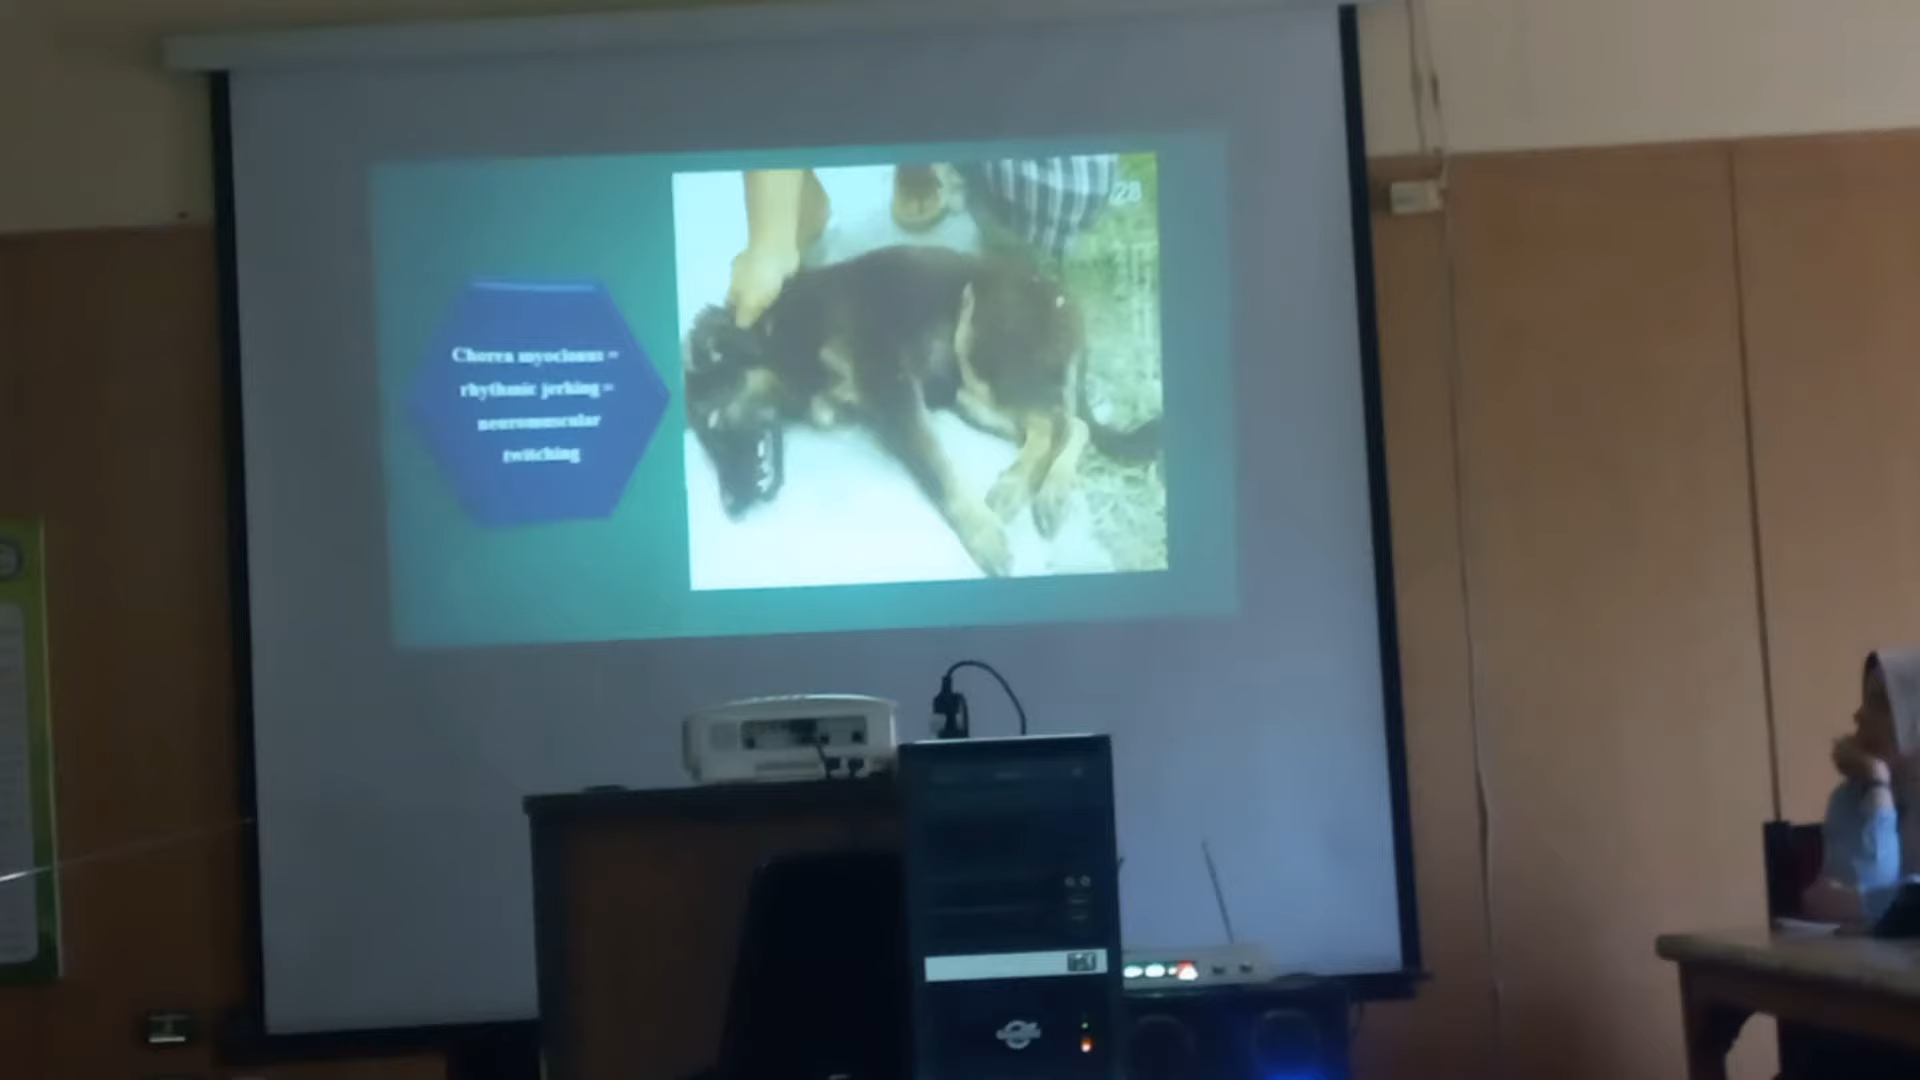 28
Chorea myoclonus =
rhythmic jerking =
neuromuscular
twitching